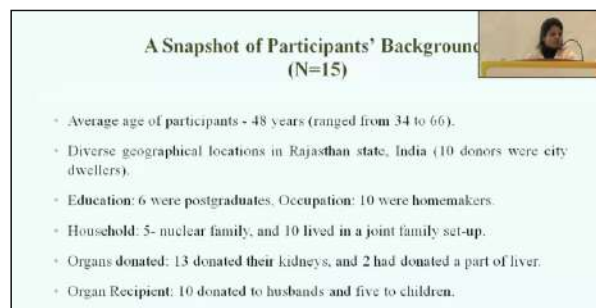 A Snapshot of Participants' Background
(N=15)
• Average age of participants - 48 years (ranged from 34 to 66).
• Diverse geographical locations in Rajasthan state, India (10 donors were city
dwellers).
• Education: 6 were postgraduates, Occupation: 10 were homemakers.
• Household: 5- nuclear family, and 10 lived in a joint family set-up.
• Organs donated: 13 donated their kidneys, and 2 had donated a part of liver.
• Organ Recipient: 10 donated to husbands and five to children.